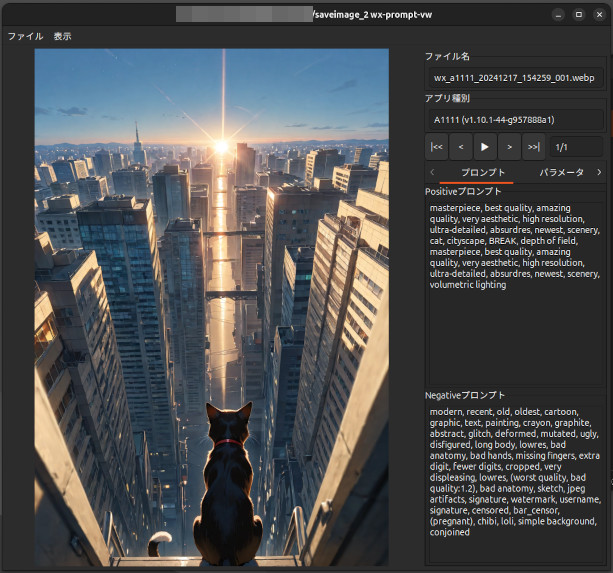 /saveimage_2 wx-prompt-vw
ファイル 表示
ファイル名
wx_a1111_20241217_154259_001.webp
アプリ種別
A1111 (v1.10.1-44-g957888a1)
|<< < ▶ > >>| 1/1
< プロンプト パラメータ >
Positiveプロンプト
masterpiece, best quality, amazing
quality, very aesthetic, high resolution,
ultra-detailed, absurdres, newest, scenery,
cat, cityscape, BREAK, depth of field,
masterpiece, best quality, amazing
quality, very aesthetic, high resolution,
ultra-detailed, absurdres, newest, scenery,
volumetric lighting
Negativeプロンプト
modern, recent, old, oldest, cartoon,
graphic, text, painting, crayon, graphite,
abstract, glitch, deformed, mutated, ugly,
disfigured, long body, lowres, bad
anatomy, bad hands, missing fingers, extra
digit, fewer digits, cropped, very
displeasing, lowres, (worst quality, bad
quality:1.2), bad anatomy, sketch, jpeg
artifacts, signature, watermark, username,
signature, censored, bar_censor,
(pregnant), chibi, loli, simple background,
conjoined